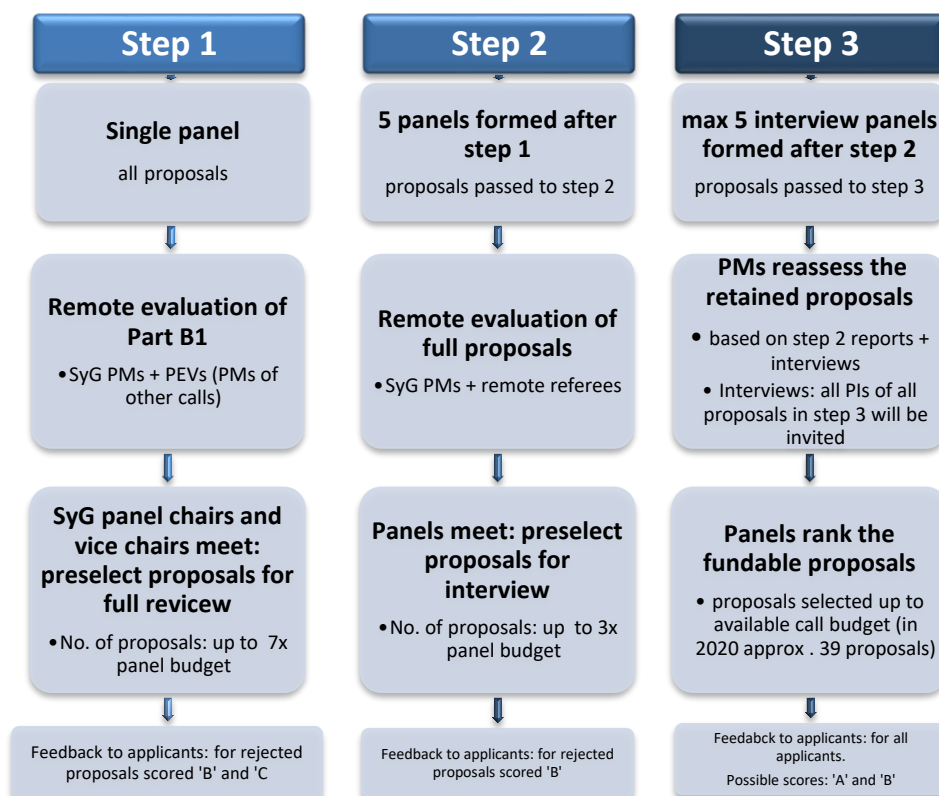 Step 1
Single panel
all proposals
Remote evaluation of
Part B1
•SyG PMs + PEVs (PMs of
other calls)
SyG panel chairs and
vice chairs meet:
preselect proposals for
full revicew
•No. of proposals: up to 7x
panel budget
Feedback to applicants: for rejected
proposals scored 'B' and 'C
Step 2
5 panels formed after
step 1
proposals passed to step 2
Remote evaluation of
full proposals
•SyG PMs + remote referees
Panels meet: preselect
proposals for
interview
•No. of proposals: up to 3x
panel budget
Feedback to applicants: for rejected
proposals scored 'B'
Step 3
max 5 interview panels
formed after step 2
proposals passed to step 3
PMs reassess the
retained proposals
• based on step 2 reports +
interviews
• Interviews: all PIs of all
proposals in step 3 will be
invited
Panels rank the
fundable proposals
• proposals selected up to
available call budget (in
2020 approx . 39 proposals)
Feedabck to applicants: for all
applicants.
Possible scores: 'A' and 'B'